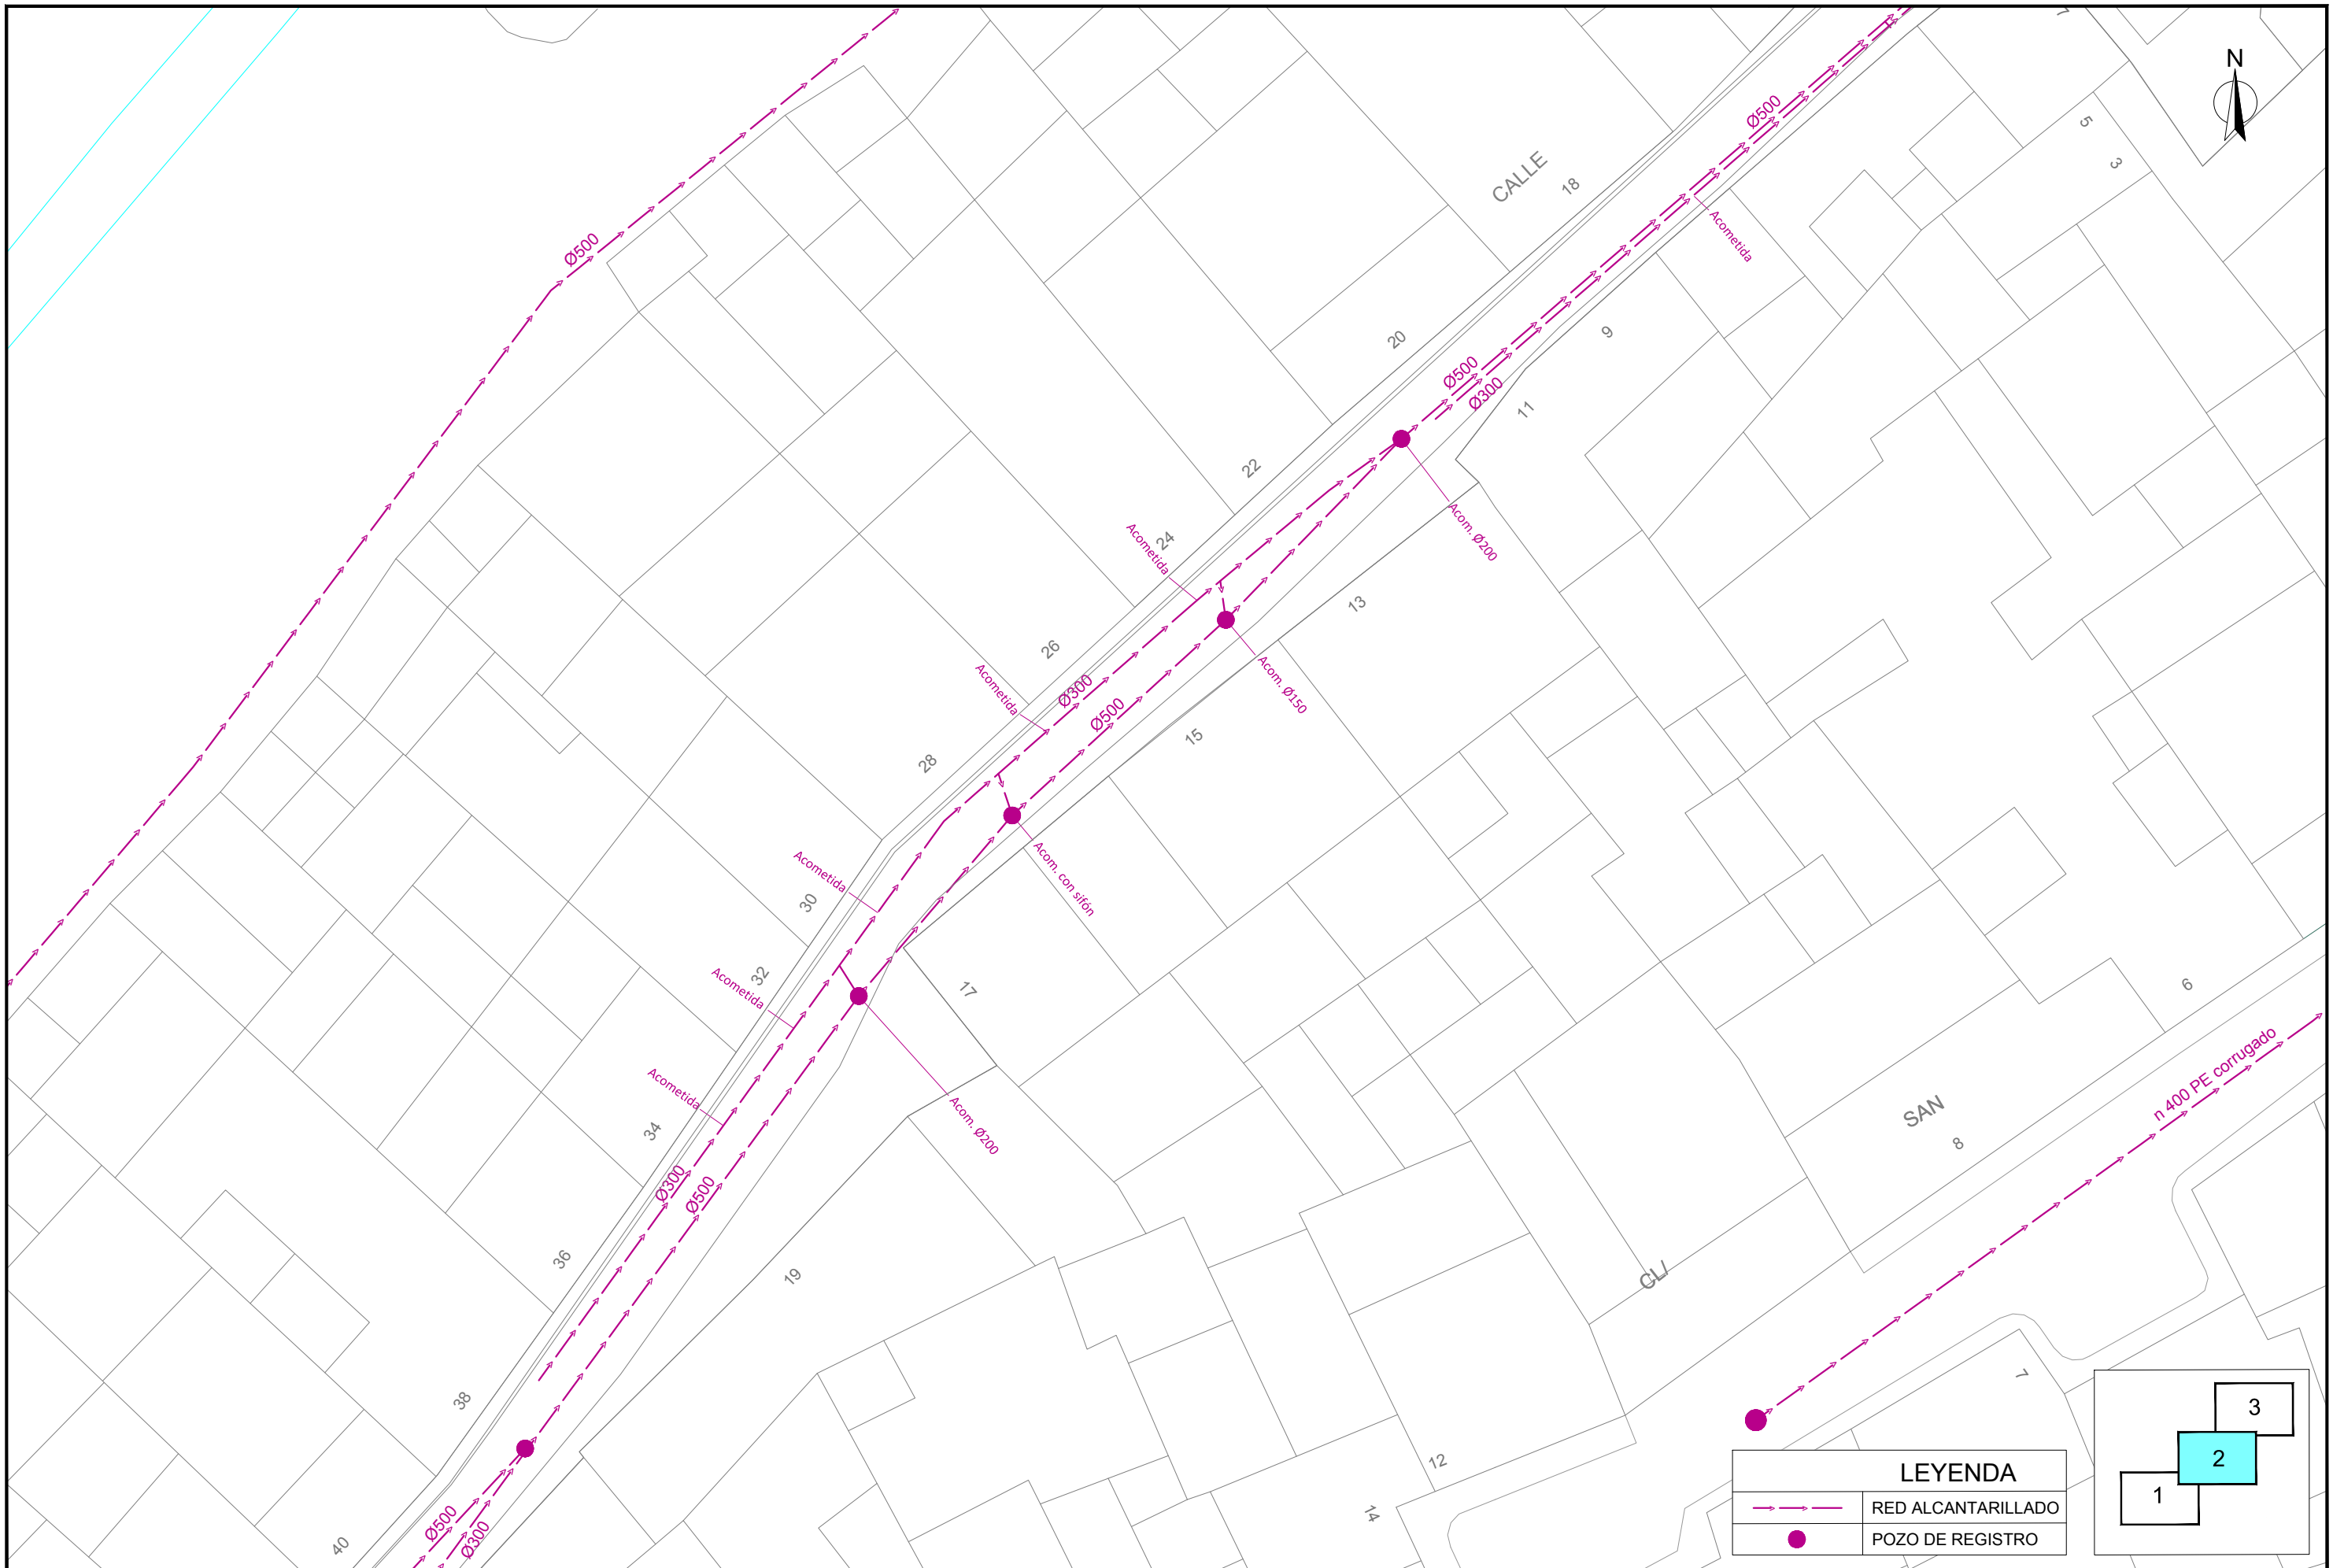 7
N
Ø500
5
3
CALLE
18
Acometida
Ø500
20
9
Ø500
Ø300
11
22
24
Acometida
Acom. Ø200
13
26
Acometida
Ø300
Acom. Ø150
Ø500
15
28
Acometida
Acom. con sifón
30
32
Acometida
17
6
n 400 PE corrugado
Acometida
34
Acom. Ø200
SAN
8
Ø300
Ø500
36
19
CL/
7
38
12
14
Ø500
Ø300
40
LEYENDA
RED ALCANTARILLADO
POZO DE REGISTRO
3
2
1